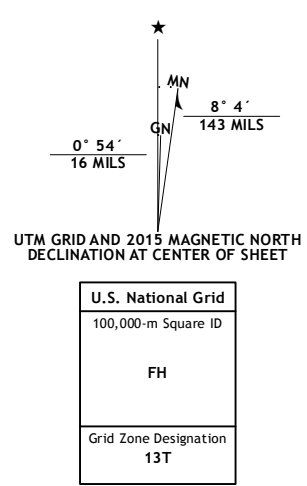 ★
MN
GN
8° 4´
143 MILS
0° 54´
16 MILS
UTM GRID AND 2015 MAGNETIC NORTH
DECLINATION AT CENTER OF SHEET
U.S. National Grid
100,000-m Square ID
FH
Grid Zone Designation
13T